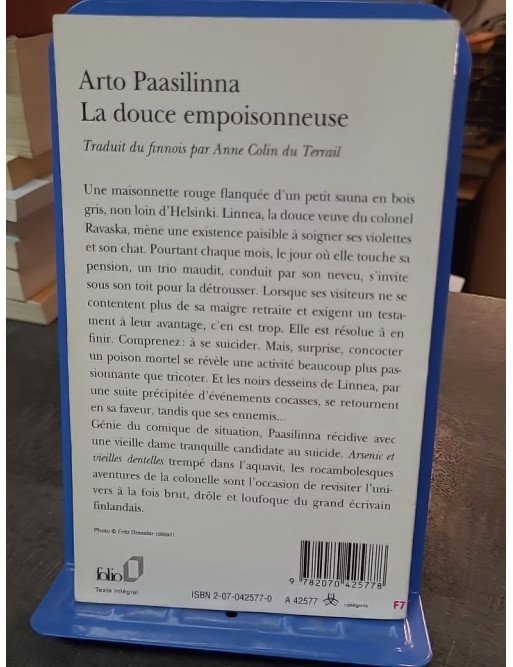 Arto Paasilinna
La douce empoisonneuse
Traduit du finnois par Anne Colin du Terrail
Une maisonnette rouge flanquée d'un petit sauna en bois
gris, non loin d'Helsinki. Linnea, la douce veuve du colonel
Ravaska, mène une existence paisible à soigner ses violettes
et son chat. Pourtant chaque mois, le jour où elle touche sa
pension, un trio maudit, conduit par son neveu, s'invite
sous son toit pour la détrousser. Lorsque ses visiteurs ne se
contentent plus de sa maigre retraite et exigent un testa-
ment à leur avantage, c'en est trop. Elle est résolue à en
finir. Comprenez : à se suicider. Mais, surprise, concocter
un poison mortel se révèle une activité beaucoup plus pas-
sionnante que tricoter. Et les noirs desseins de Linnea, par
une suite précipitée d'événements cocasses, se retournent
en sa faveur, tandis que ses ennemis...
Génie du comique de situation, Paasilinna récidive avec
une vieille dame tranquille candidate au suicide. Arsenic et
vieilles dentelles trempé dans l'aquavit, les rocambolesques
aventures de la colonelle sont l'occasion de revisiter l'uni-
vers à la fois brut, drôle et loufoque du grand écrivain
finlandais.
Photo © Fritz Dressler (détail).
folio
Texte intégral
ISBN 2-07-042577-0
A 42577
catégorie
F7
9 782070 425778